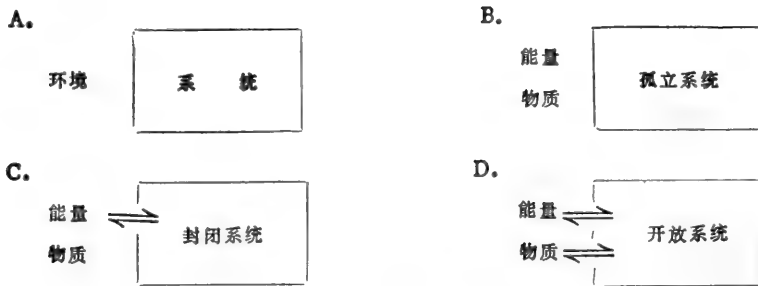 A.
环境 系 统
B.
能量
物质
孤立系统
C.
能量
物质
封闭系统
D.
能量
物质
开放系统